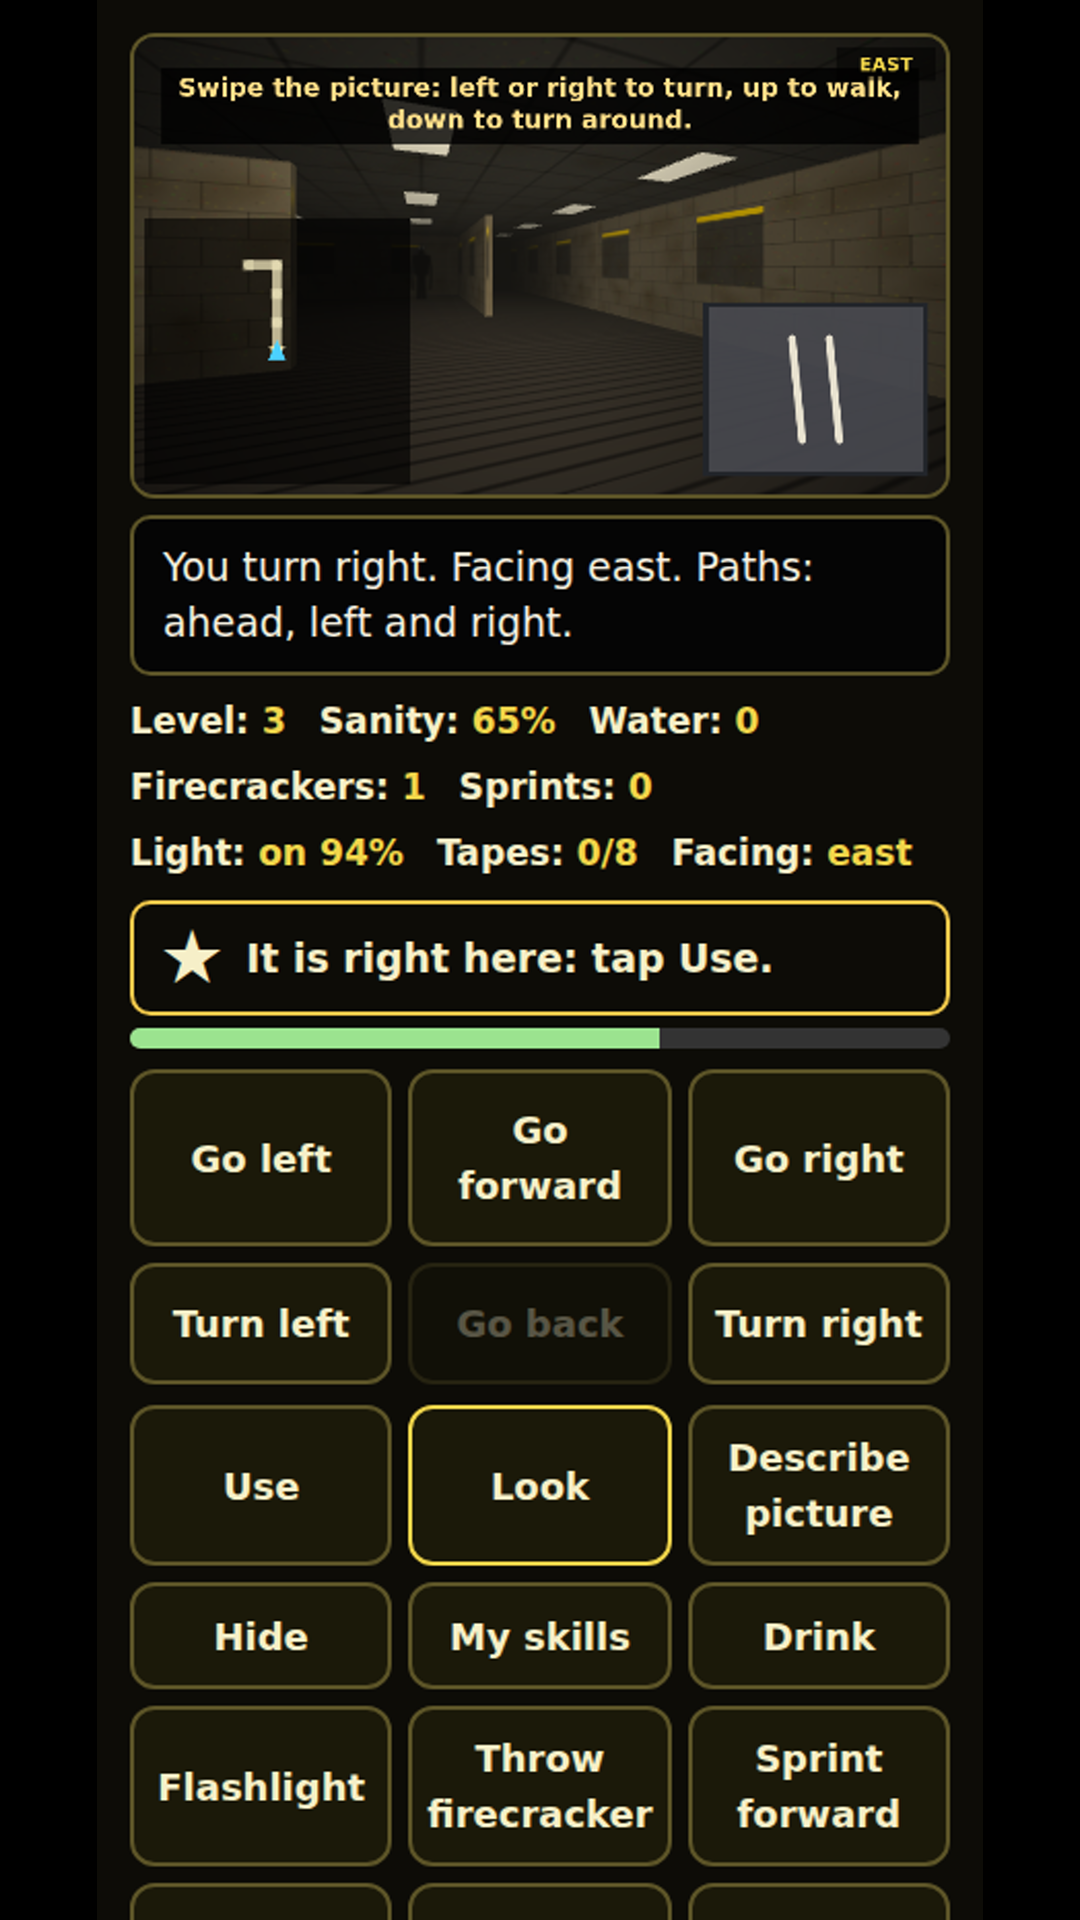 EAST
Swipe the picture: left or right to turn, up to walk,
down to turn around.
You turn right. Facing east. Paths:
ahead, left and right.
Level: 3 Sanity: 65% Water: 0
Firecrackers: 1 Sprints: 0
Light: on 94% Tapes: 0/8 Facing: east
★ It is right here: tap Use.
Go left
Go
forward
Go right
Turn left
Go back
Turn right
Use
Look
Describe
picture
Hide
My skills
Drink
Flashlight
Throw
firecracker
Sprint
forward